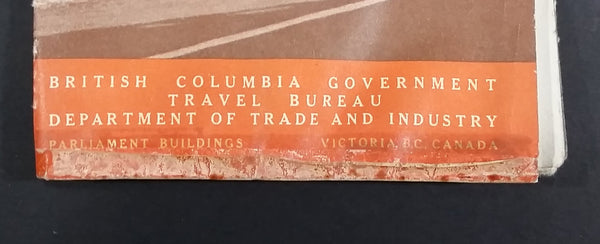 BRITISH COLUMBIA GOVERNMENT
TRAVEL BUREAU
DEPARTMENT OF TRADE AND INDUSTRY
PARLIAMENT BUILDINGS VICTORIA, B.C. CANADA